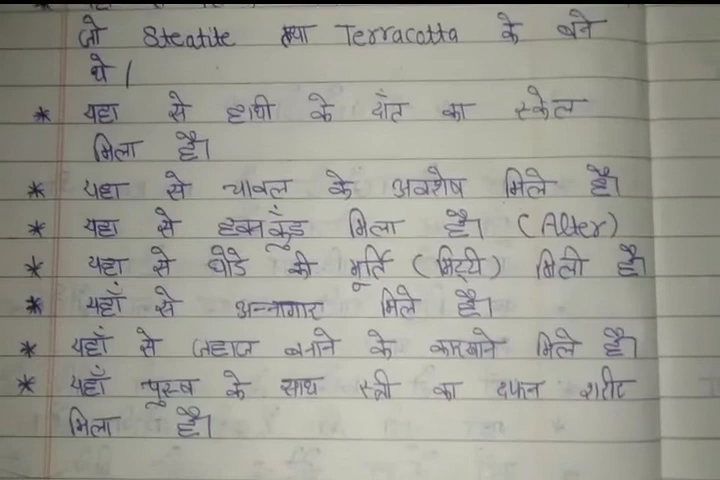 जो Steatite तथा Terracotta के बने
थे।
* यहा से हाथी के दाँत का स्केल
मिला है।
* यहा से चावल के अवशेष मिले है।
* यहा से हवनकुंड मिला है। (Alter)
* यहा से घोडे की मूर्ति (मिट्टी) मिली है
* यहाँ से अन्नागार मिले है।
* यहाँ से जहाज बनाने के कारखाने मिले है।
* यहाँ पुरुष के साथ स्त्री का दफन शरीर
मिला है।